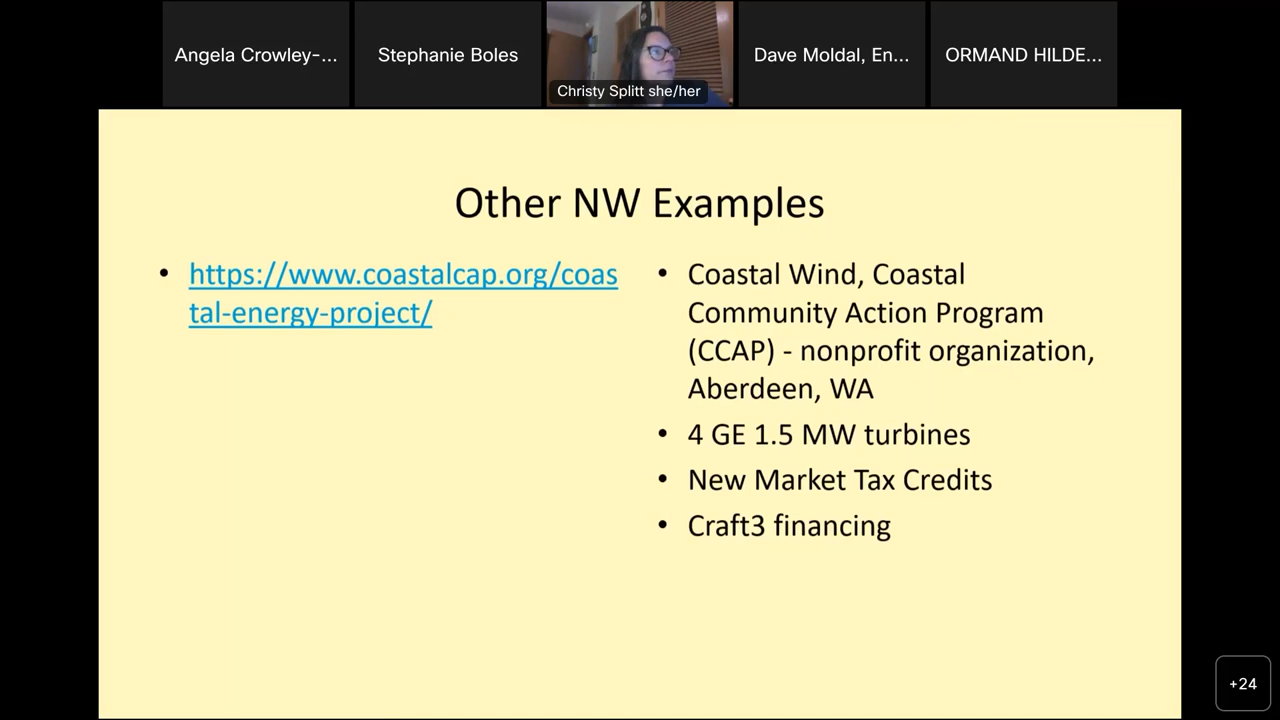 Angela Crowley-...
Stephanie Boles
Christy Splitt she/her
Dave Moldal, En...
ORMAND HILDE...
Other NW Examples
• https://www.coastalcap.org/coas
tal-energy-project/
• Coastal Wind, Coastal
Community Action Program
(CCAP) - nonprofit organization,
Aberdeen, WA
• 4 GE 1.5 MW turbines
• New Market Tax Credits
• Craft3 financing
+24